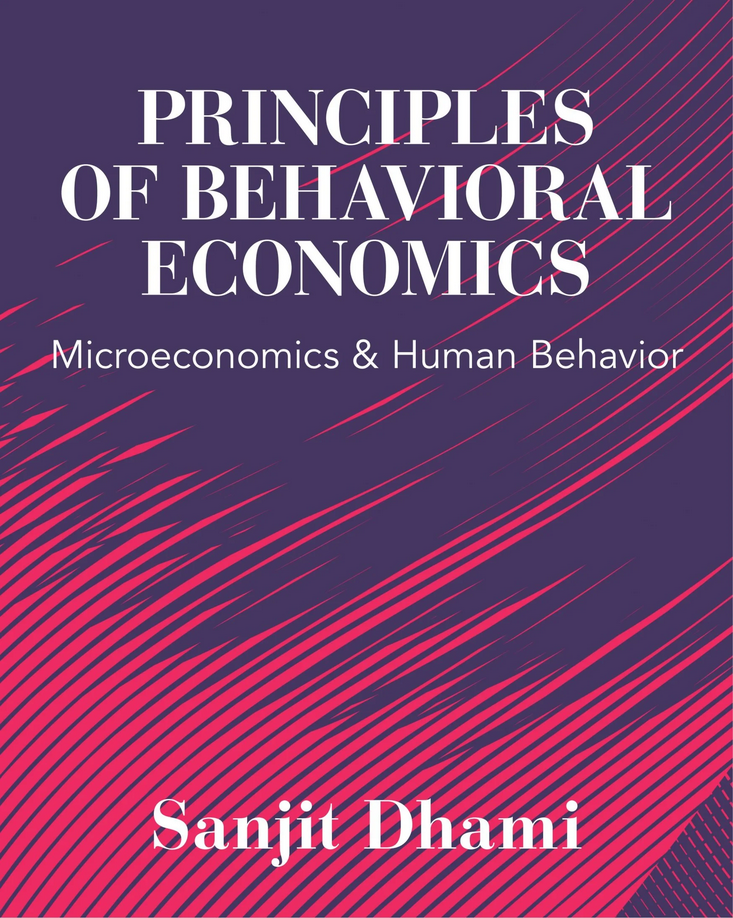 PRINCIPLES
OF BEHAVIORAL
ECONOMICS
Microeconomics & Human Behavior
Sanjit Dhami